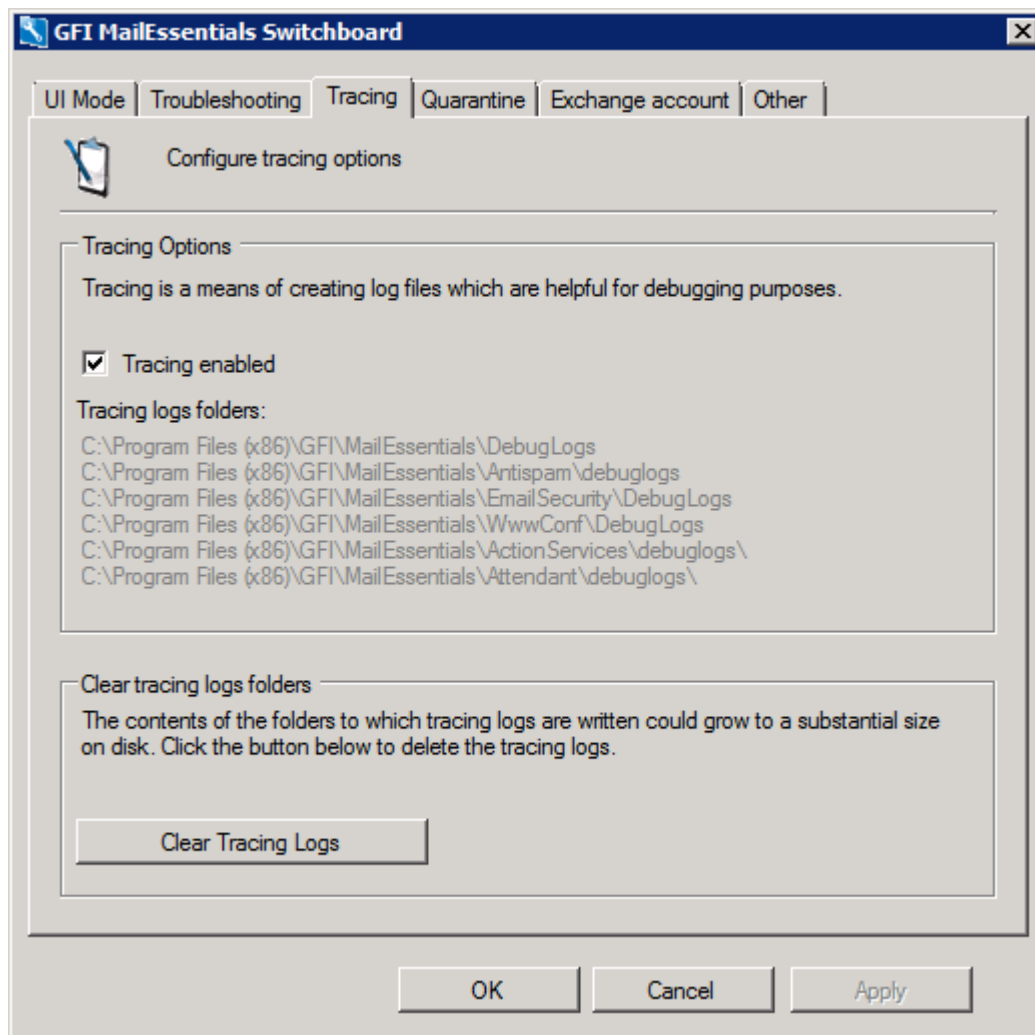 GFI MailEssentials Switchboard
UI Mode
Troubleshooting
Tracing
Quarantine
Exchange account
Other
Configure tracing options
Tracing Options
Tracing is a means of creating log files which are helpful for debugging purposes.
Tracing enabled
Tracing logs folders:
C:\Program Files (x86)\GFI\MailEssentials\DebugLogs
C:\Program Files (x86)\GFI\MailEssentials\Antispam\debuglogs
C:\Program Files (x86)\GFI\MailEssentials\EmailSecurity\DebugLogs
C:\Program Files (x86)\GFI\MailEssentials\WwwConf\DebugLogs
C:\Program Files (x86)\GFI\MailEssentials\ActionServices\debuglogs\
C:\Program Files (x86)\GFI\MailEssentials\Attendant\debuglogs\
Clear tracing logs folders
The contents of the folders to which tracing logs are written could grow to a substantial size
on disk. Click the button below to delete the tracing logs.
Clear Tracing Logs
OK
Cancel
Apply